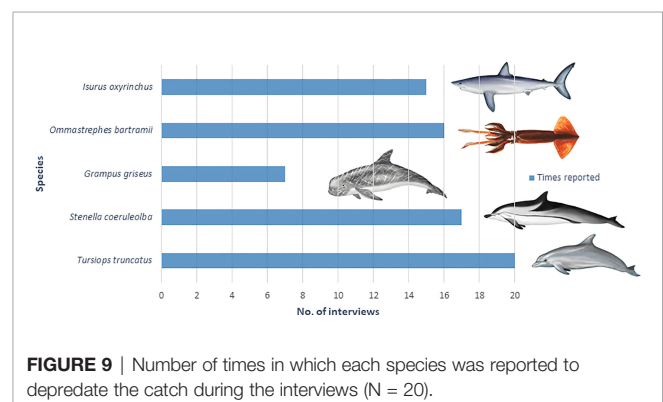 Isurus oxyrinchus
Ommastrephes bartramii
Grampus griseus
Stenella coeruleolba
Tursiops truncatus
Species
Times reported
0 2 4 6 8 10 12 14 16 18 20
No. of interviews
FIGURE 9 | Number of times in which each species was reported to
depredate the catch during the interviews (N = 20).